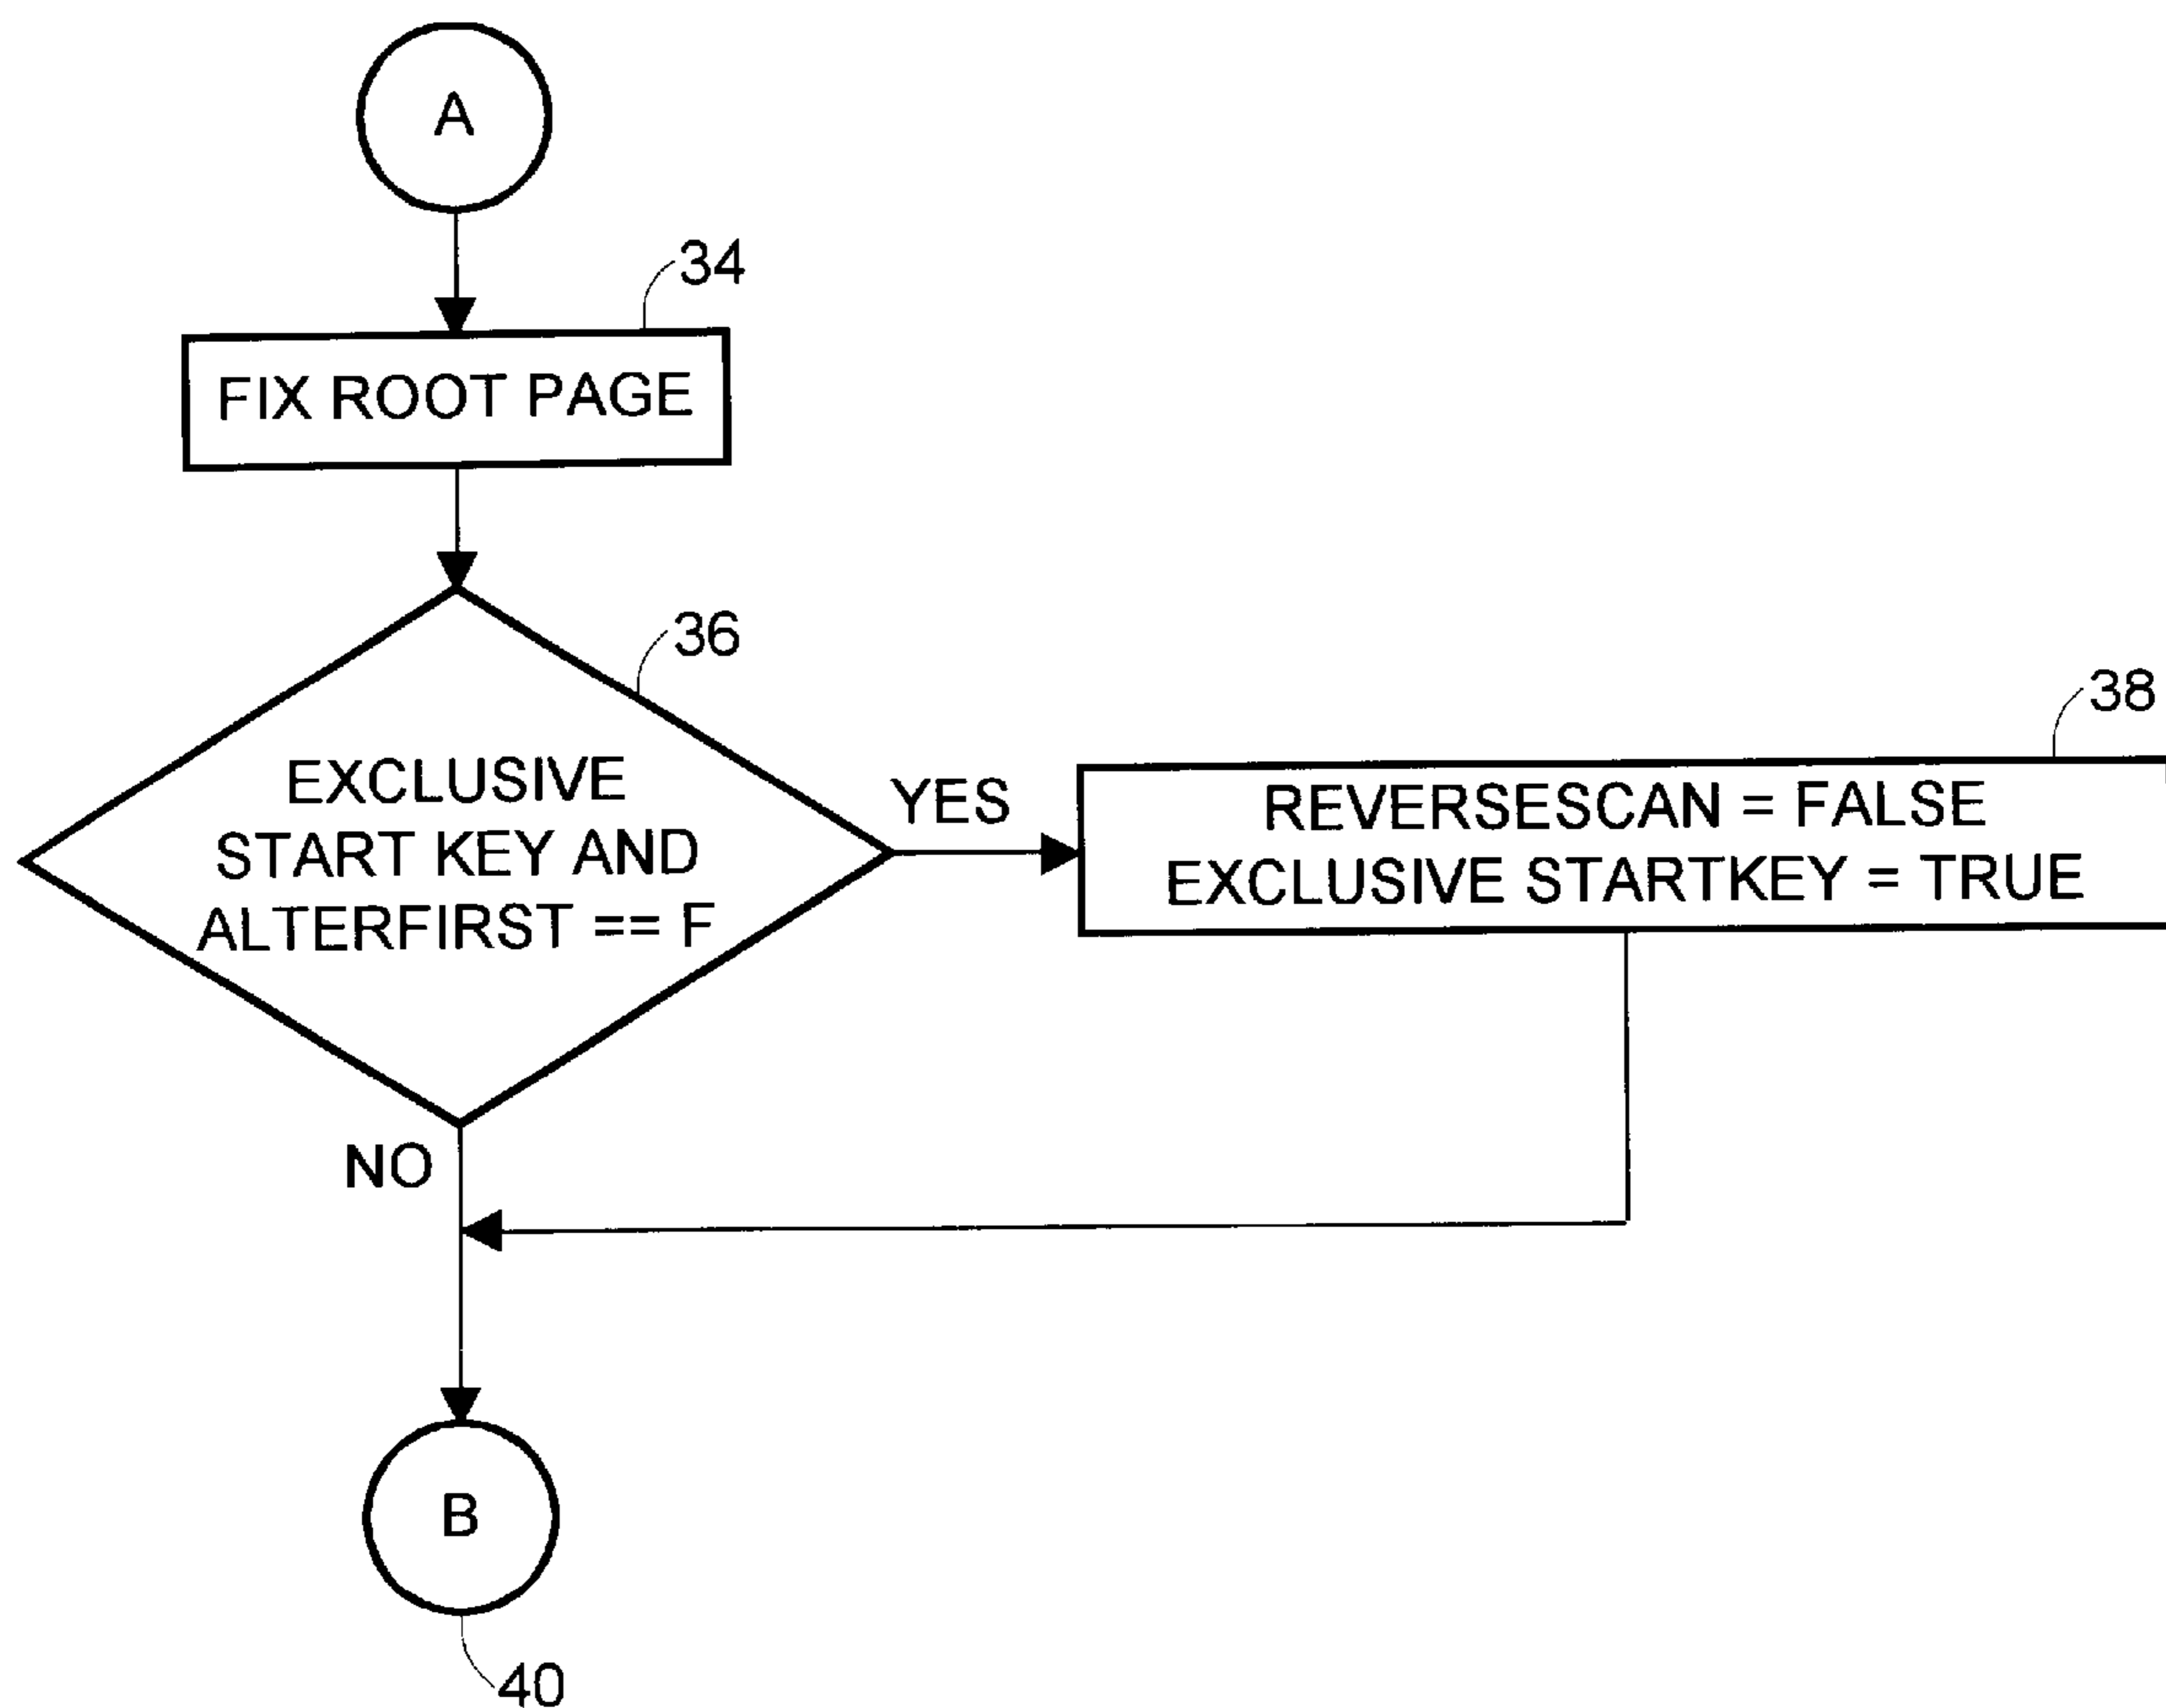 A
34
FIX ROOT PAGE
36
EXCLUSIVE
START KEY AND
ALTERFIRST == F
YES
38
REVERSESCAN = FALSE
EXCLUSIVE STARTKEY = TRUE
NO
B
40